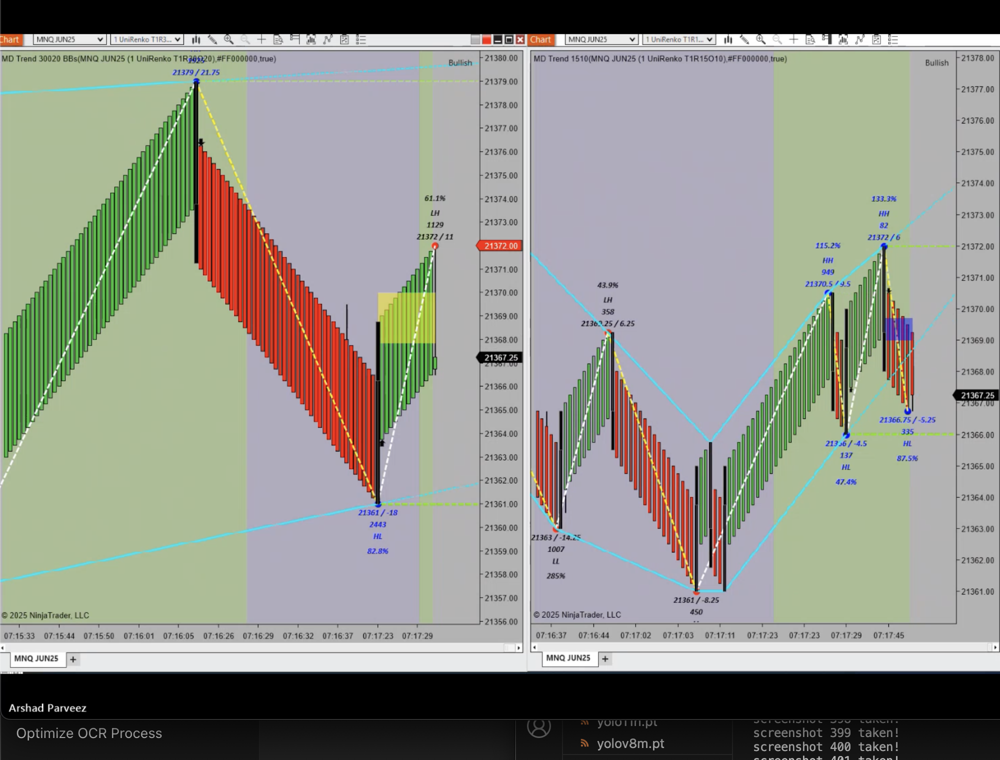 Chart
MNQ JUN25
1 UniRenko T1R3...
MD Trend 30020 BBs(MNQ JUN25 (1 UniRenko T1R30O20),#FF000000,true)
Bullish
21379 / 21.75
61.1%
LH
1129
21372 / 11
21361 / -18
2443
HL
82.8%
21380.00
21379.00
21378.00
21377.00
21376.00
21375.00
21374.00
21373.00
21372.00
21371.00
21370.00
21369.00
21368.00
21367.25
21366.00
21365.00
21364.00
21363.00
21362.00
21361.00
21360.00
21359.00
21358.00
21357.00
21356.00
© 2025 NinjaTrader, LLC
07:15:33 07:15:44 07:15:50 07:16:01 07:16:05 07:16:26 07:16:29 07:16:32 07:16:37 07:17:23 07:17:29
MNQ JUN25 +
Chart
MNQ JUN25
1 UniRenko T1R1...
MD Trend 1510(MNQ JUN25 (1 UniRenko T1R15O10),#FF000000,true)
Bullish
43.9%
LH
358
21369.25 / 6.25
115.2%
HH
949
21370.5 / 9.5
133.3%
HH
82
21372 / 6
21363 / -14.25
1007
LL
285%
21361 / -8.25
450
21366 / -4.5
137
HL
47.4%
21366.75 / -5.25
335
HL
87.5%
21378.00
21377.00
21376.00
21375.00
21374.00
21373.00
21372.00
21371.00
21370.00
21369.00
21368.00
21367.25
21366.00
21365.00
21364.00
21363.00
21362.00
21361.00
© 2025 NinjaTrader, LLC
07:16:37 07:16:44 07:17:02 07:17:03 07:17:11 07:17:23 07:17:23 07:17:29 07:17:45
MNQ JUN25 +
Arshad Parveez
Optimize OCR Process
yolo11n.pt
yolov8m.pt
screenshot 399 taken!
screenshot 400 taken!
screenshot 401 taken!